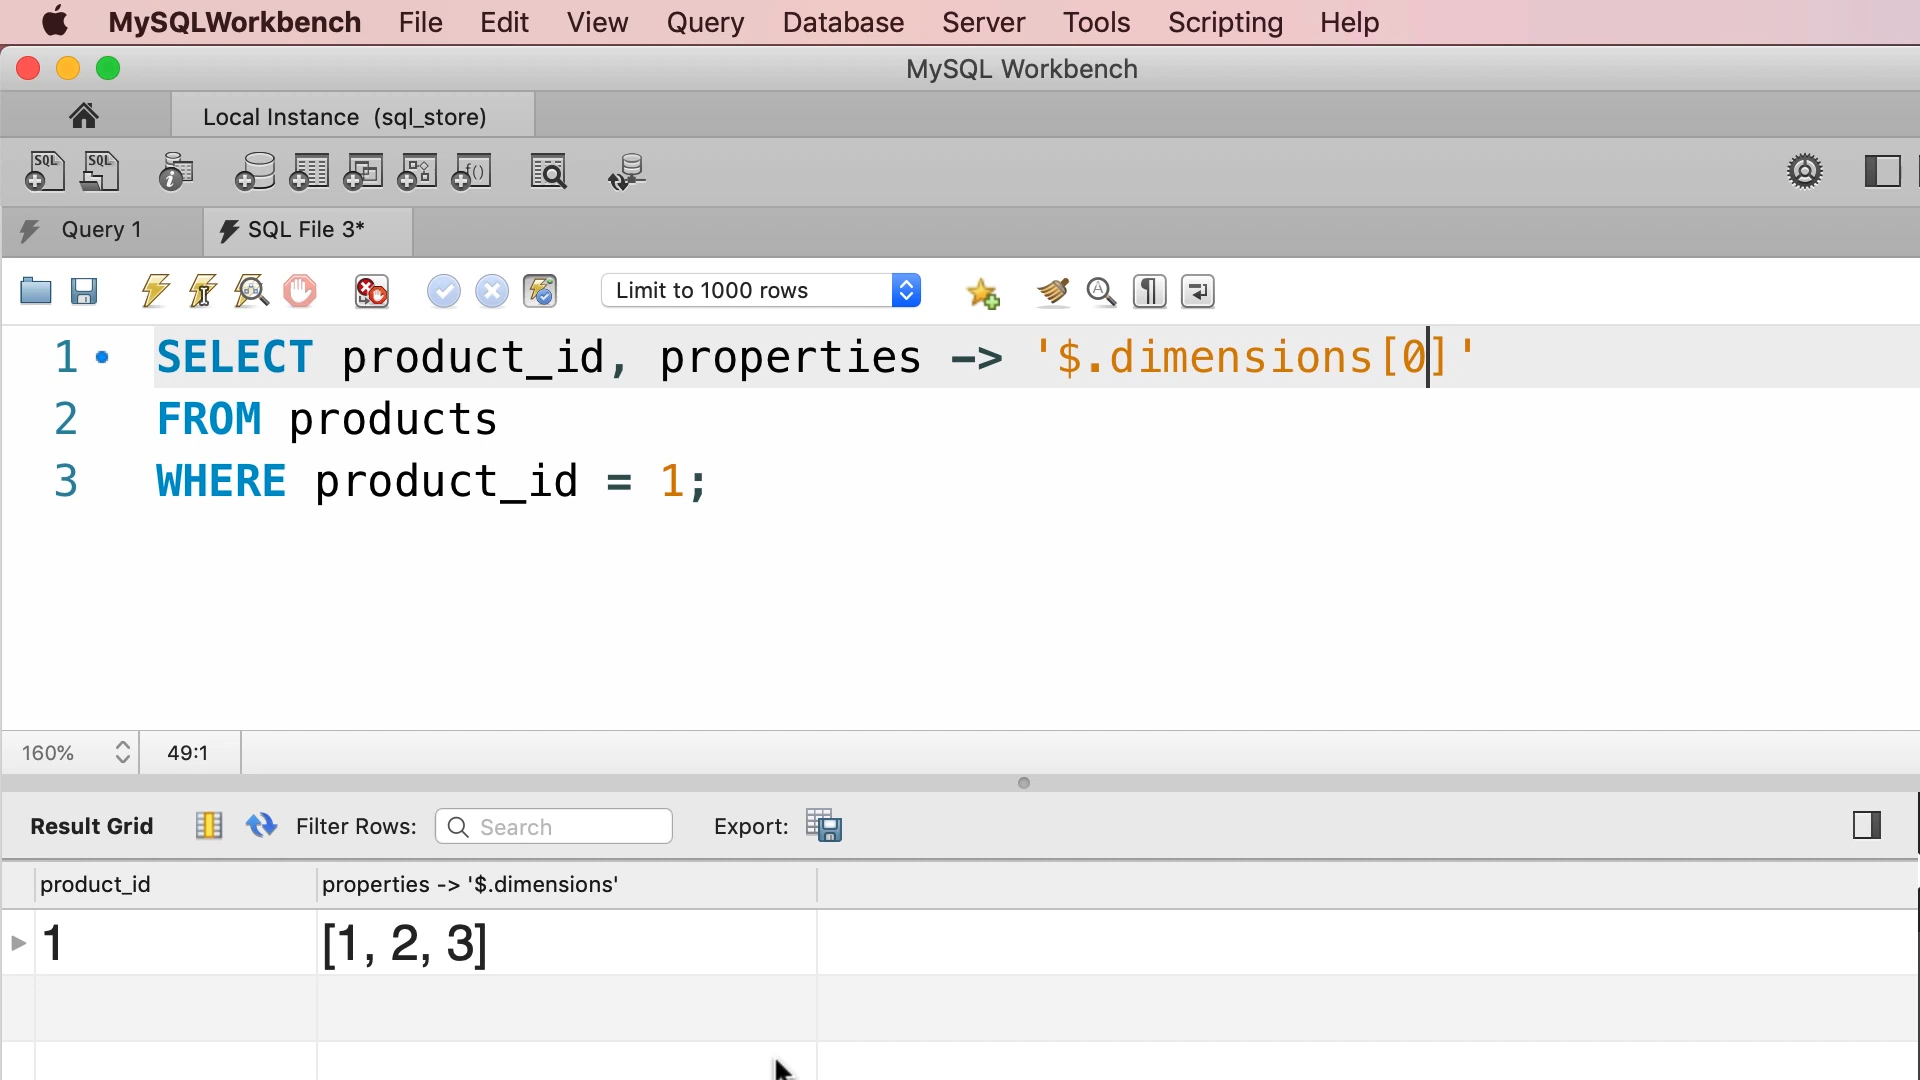 MySQLWorkbench File Edit View Query Database Server Tools Scripting Help
MySQL Workbench
Local Instance (sql_store)
SQL SQL
Query 1 SQL File 3*
Limit to 1000 rows
1 SELECT product_id, properties -> '$.dimensions[0]'
2 FROM products
3 WHERE product_id = 1;
160% 49:1
Result Grid Filter Rows: Search Export:
product_id properties -> '$.dimensions'
1 [1, 2, 3]